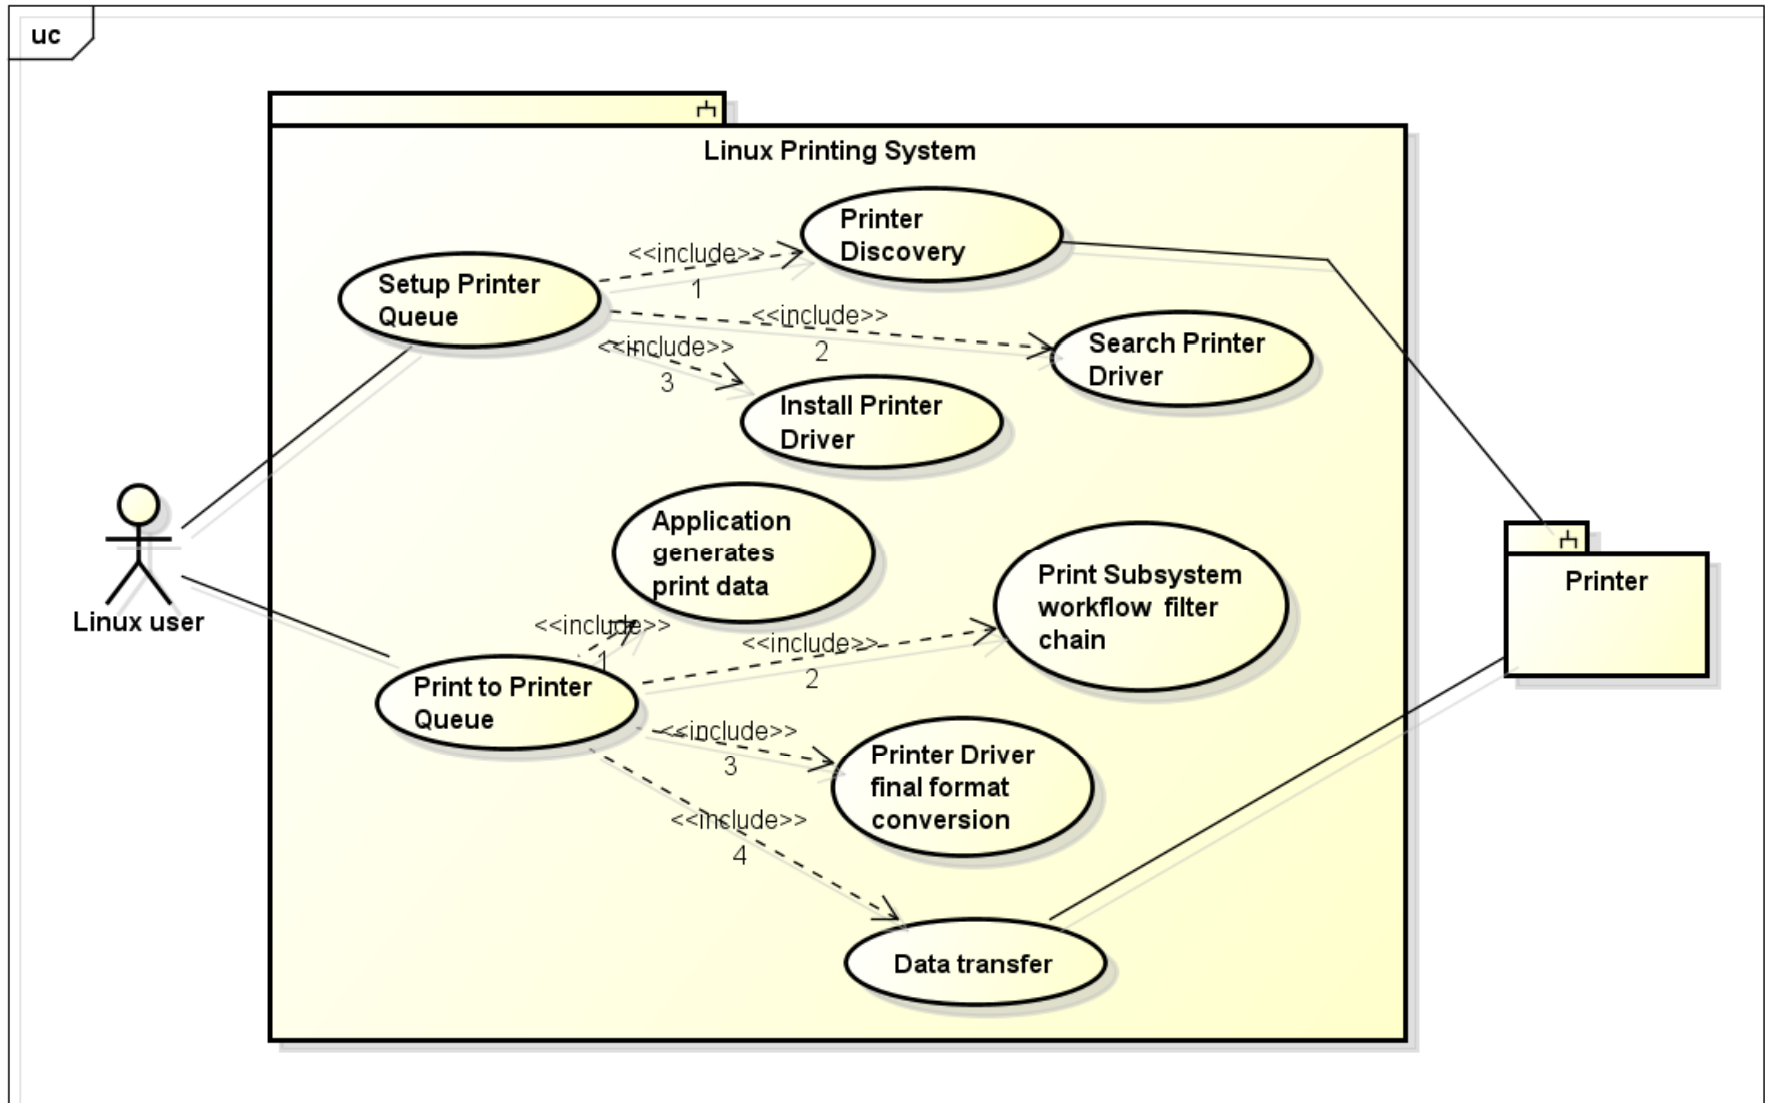 uc
Linux Printing System
Printer
Discovery
<<include>>
1
Setup Printer
Queue
<<include>>
2
Search Printer
Driver
<<include>>
3
Install Printer
Driver
Application
generates
print data
Print Subsystem
workflow filter
chain
Printer
Linux user
<<include>>
1
<<include>>
2
Print to Printer
Queue
<<include>>
3
Printer Driver
final format
conversion
<<include>>
4
Data transfer